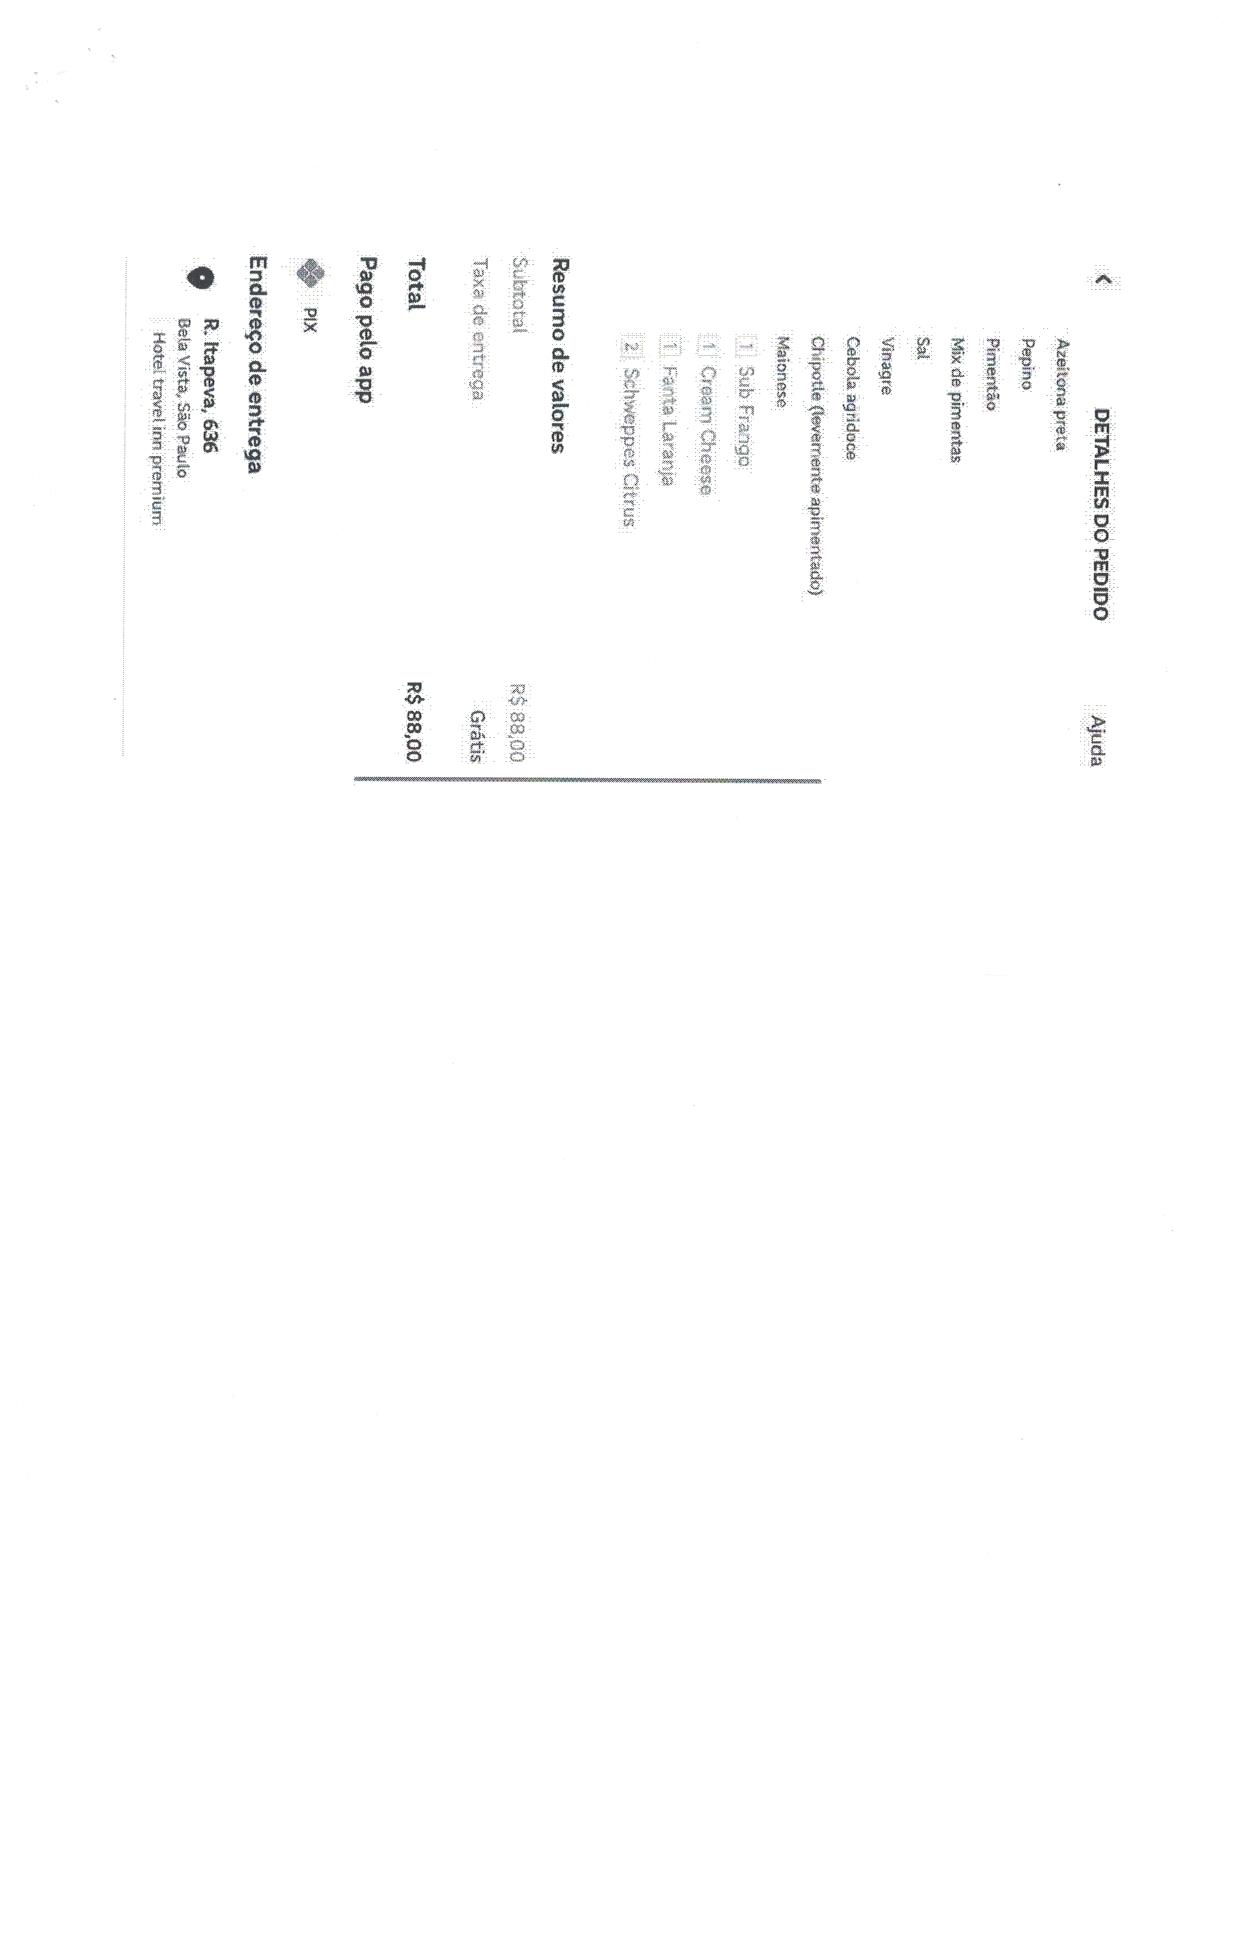 DETALHES DO PEDIDO
Ajuda
Azeitona preta
Pepino
Pimentão
Mix de pimentas
Sal
Vinagre
Cebola agridoce
Chipotle (levemente apimentado)
Maionese
1 Sub Frango
1 Cream Cheese
1 Fanta Laranja
2 Schweppes Citrus
Resumo de valores
Subtotal R$ 88,00
Taxa de entrega Grátis
Total R$ 88,00
Pago pelo app
PIX
Endereço de entrega
R. Itapeva, 636
Bela Vista, São Paulo
Hotel travel inn premium